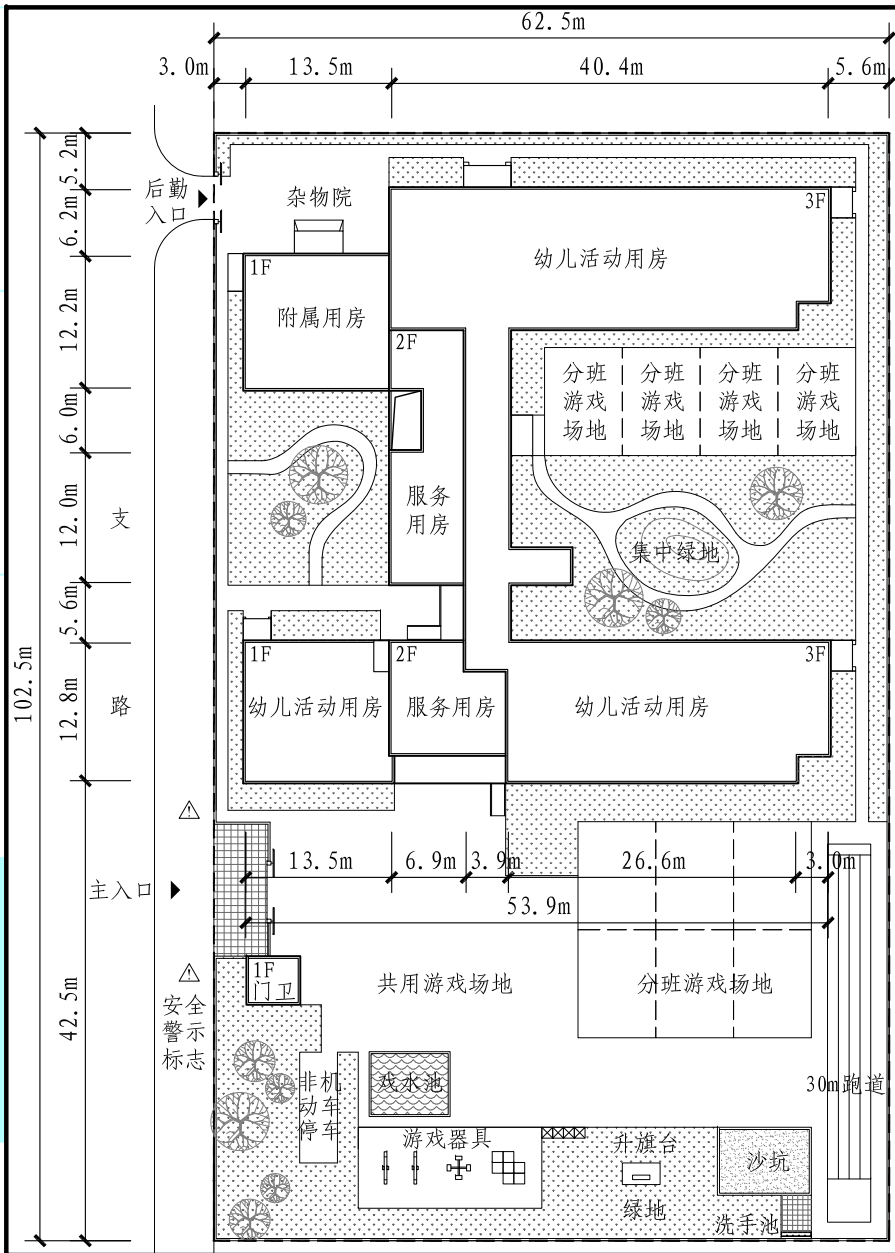 62.5m
3.0m
13.5m
40.4m
5.6m
5.2m
6.2m
12.2m
6.0m
12.0m
5.6m
12.8m
42.5m
102.5m
后勤
入口
杂物院
3F
幼儿活动用房
1F
附属用房
2F
服务
用房
分班
游戏
场地
分班
游戏
场地
分班
游戏
场地
分班
游戏
场地
集中绿地
支
路
1F
幼儿活动用房
2F
服务用房
3F
幼儿活动用房
13.5m
6.9m
3.9m
26.6m
3.0m
53.9m
主入口
1F
门卫
安全
警示
标志
共用游戏场地
分班游戏场地
非机
动车
停车
戏水池
30m跑道
游戏器具
升旗台
沙坑
绿地
洗手池